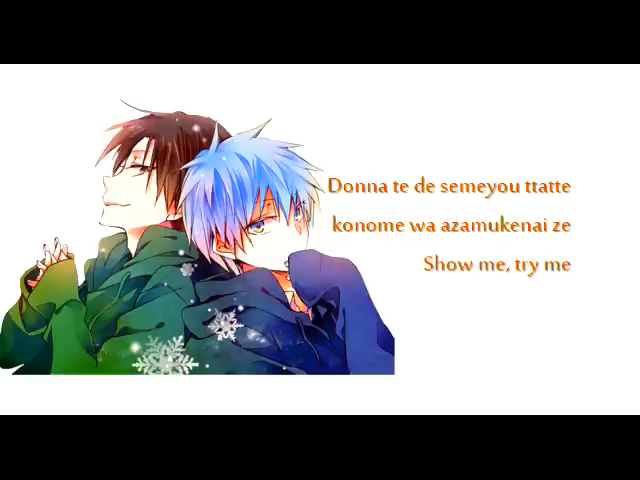 Donna te de semeyou ttatte
konome wa azamukenai ze
Show me, try me